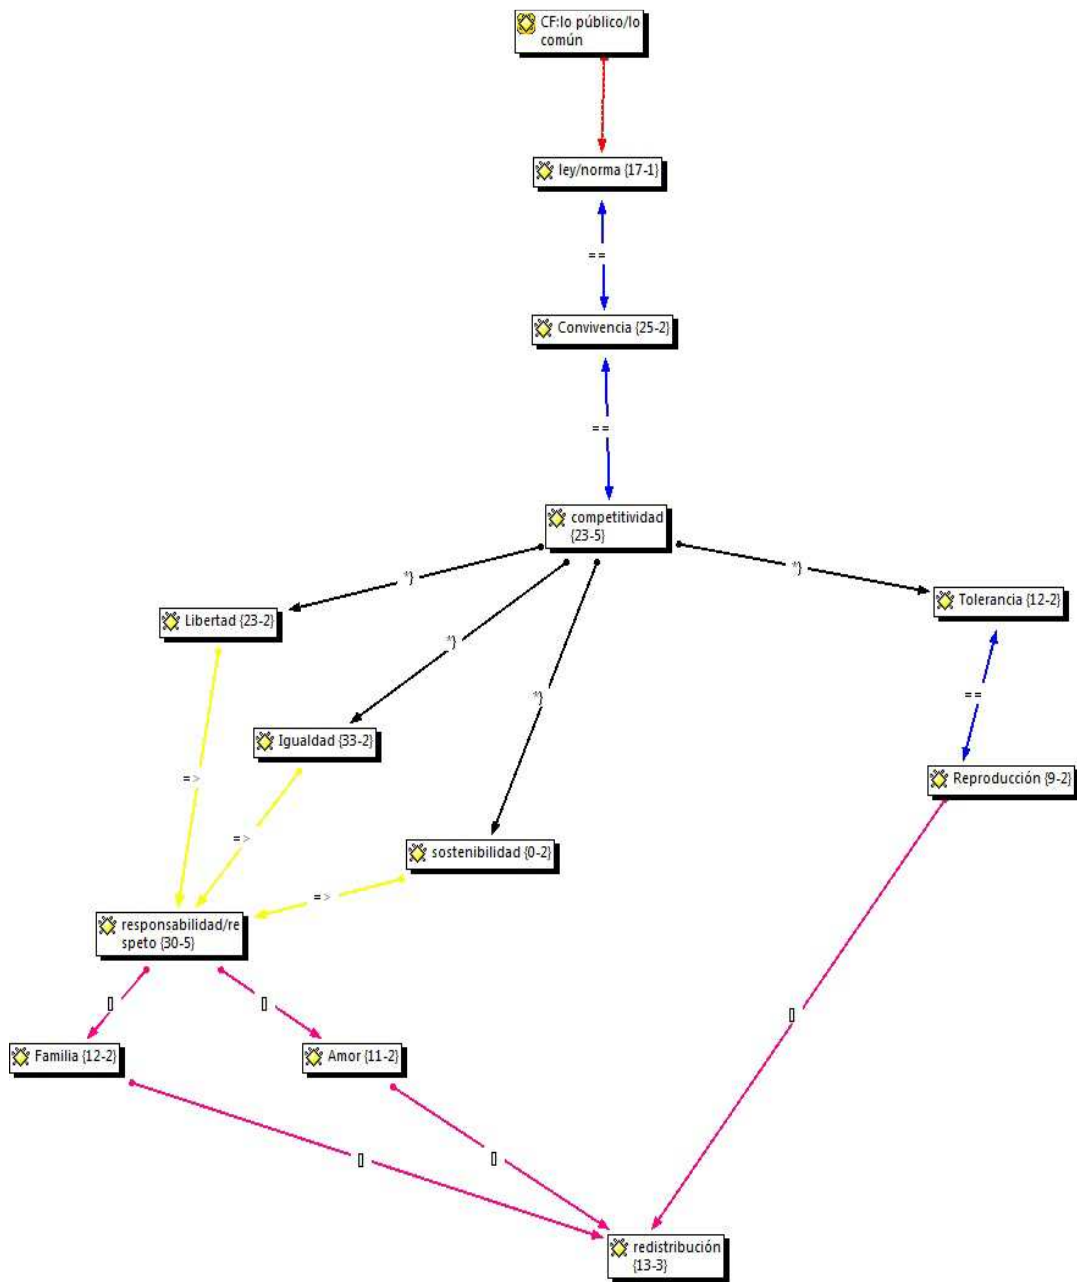 CF:lo público/lo
común
ley/norma {17-1}
==
Convivencia {25-2}
==
competitividad
{23-5}
*}
*}
*}
*}
Libertad {23-2}
Tolerancia {12-2}
==
Igualdad {33-2}
Reproducción {9-2}
=>
=>
sostenibilidad {0-2}
=>
responsabilidad/re
speto {30-5}
[]
[]
[]
Familia {12-2}
Amor {11-2}
[]
[]
redistribución
{13-3}